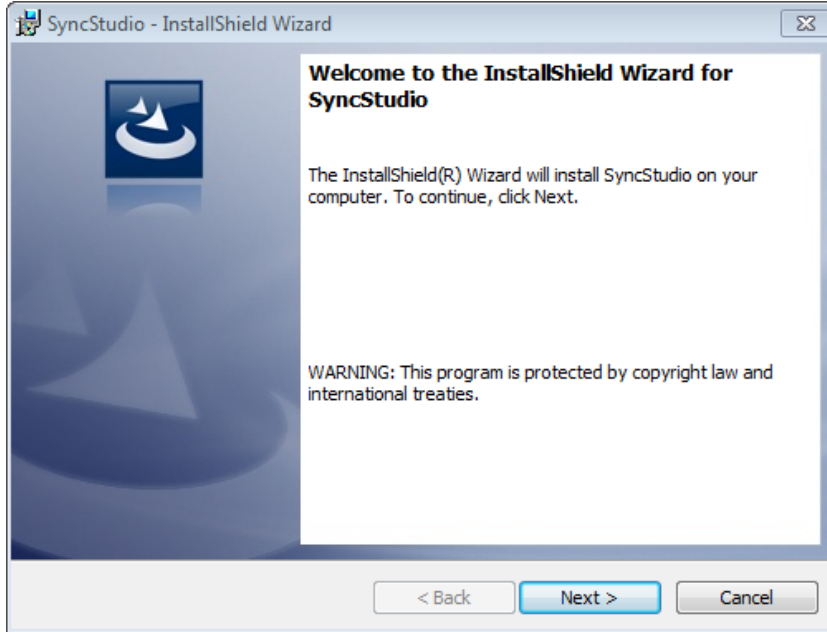 SyncStudio - InstallShield Wizard
Welcome to the InstallShield Wizard for
SyncStudio
The InstallShield(R) Wizard will install SyncStudio on your
computer. To continue, click Next.
WARNING: This program is protected by copyright law and
international treaties.
< Back Next > Cancel